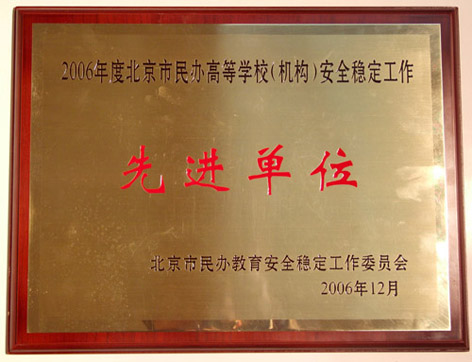 2006年度北京市民办高等学校(机构)安全稳定工作
先进单位
北京市民办教育安全稳定工作委员会
2006年12月